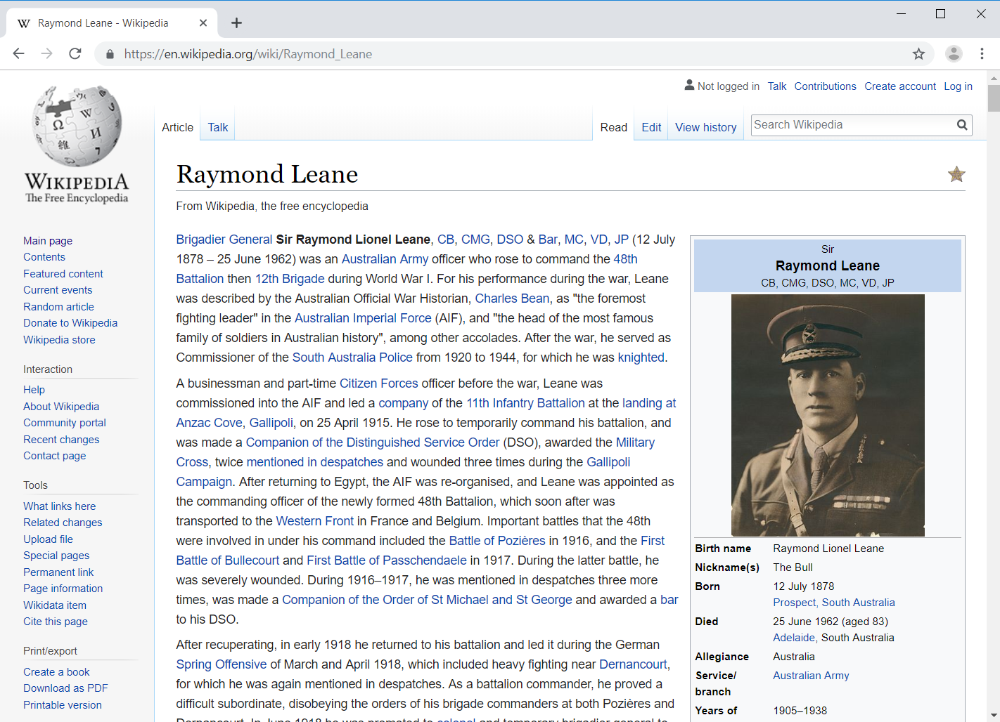 Raymond Leane - Wikipedia
https://en.wikipedia.org/wiki/Raymond_Leane
Not logged in Talk Contributions Create account Log in
Article Talk Read Edit View history Search Wikipedia
WIKIPEDIA
The Free Encyclopedia
Main page
Contents
Featured content
Current events
Random article
Donate to Wikipedia
Wikipedia store
Interaction
Help
About Wikipedia
Community portal
Recent changes
Contact page
Tools
What links here
Related changes
Upload file
Special pages
Permanent link
Page information
Wikidata item
Cite this page
Print/export
Create a book
Download as PDF
Printable version
Raymond Leane
From Wikipedia, the free encyclopedia
Brigadier General Sir Raymond Lionel Leane, CB, CMG, DSO & Bar, MC, VD, JP (12 July
1878 – 25 June 1962) was an Australian Army officer who rose to command the 48th
Battalion then 12th Brigade during World War I. For his performance during the war, Leane
was described by the Australian Official War Historian, Charles Bean, as "the foremost
fighting leader" in the Australian Imperial Force (AIF), and "the head of the most famous
family of soldiers in Australian history", among other accolades. After the war, he served as
Commissioner of the South Australia Police from 1920 to 1944, for which he was knighted.
A businessman and part-time Citizen Forces officer before the war, Leane was
commissioned into the AIF and led a company of the 11th Infantry Battalion at the landing at
Anzac Cove, Gallipoli, on 25 April 1915. He rose to temporarily command his battalion, and
was made a Companion of the Distinguished Service Order (DSO), awarded the Military
Cross, twice mentioned in despatches and wounded three times during the Gallipoli
Campaign. After returning to Egypt, the AIF was re-organised, and Leane was appointed as
the commanding officer of the newly formed 48th Battalion, which soon after was
transported to the Western Front in France and Belgium. Important battles that the 48th
were involved in under his command included the Battle of Pozières in 1916, and the First
Battle of Bullecourt and First Battle of Passchendaele in 1917. During the latter battle, he
was severely wounded. During 1916–1917, he was mentioned in despatches three more
times, was made a Companion of the Order of St Michael and St George and awarded a bar
to his DSO.
After recuperating, in early 1918 he returned to his battalion and led it during the German
Spring Offensive of March and April 1918, which included heavy fighting near Dernancourt,
for which he was again mentioned in despatches. As a battalion commander, he proved a
difficult subordinate, disobeying the orders of his brigade commanders at both Pozières and
Dernancourt. In June 1918 he was promoted to colonel and temporary brigadier general to
Sir
Raymond Leane
CB, CMG, DSO, MC, VD, JP
Birth name Raymond Lionel Leane
Nickname(s) The Bull
Born 12 July 1878
Prospect, South Australia
Died 25 June 1962 (aged 83)
Adelaide, South Australia
Allegiance Australia
Service/ Australian Army
branch
Years of 1905–1938